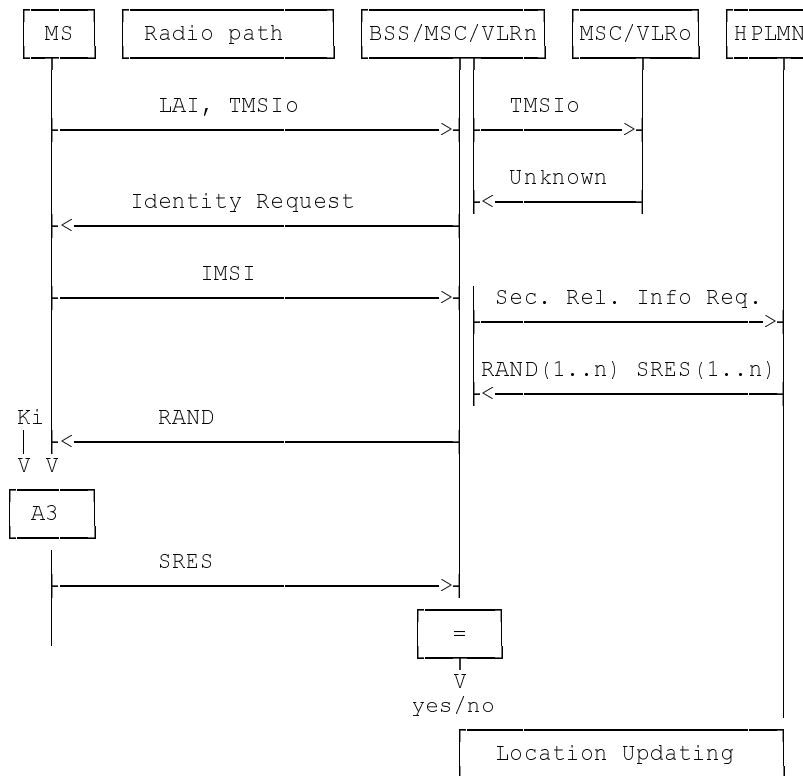 MS Radio path BSS/MSC/VLRn MSC/VLRo HPLMN
LAI, TMSIo TMSIo
Unknown
Identity Request
IMSI
Sec. Rel. Info Req.
RAND(1..n) SRES(1..n)
Ki RAND
V V
A3
SRES
=
V
yes/no
Location Updating